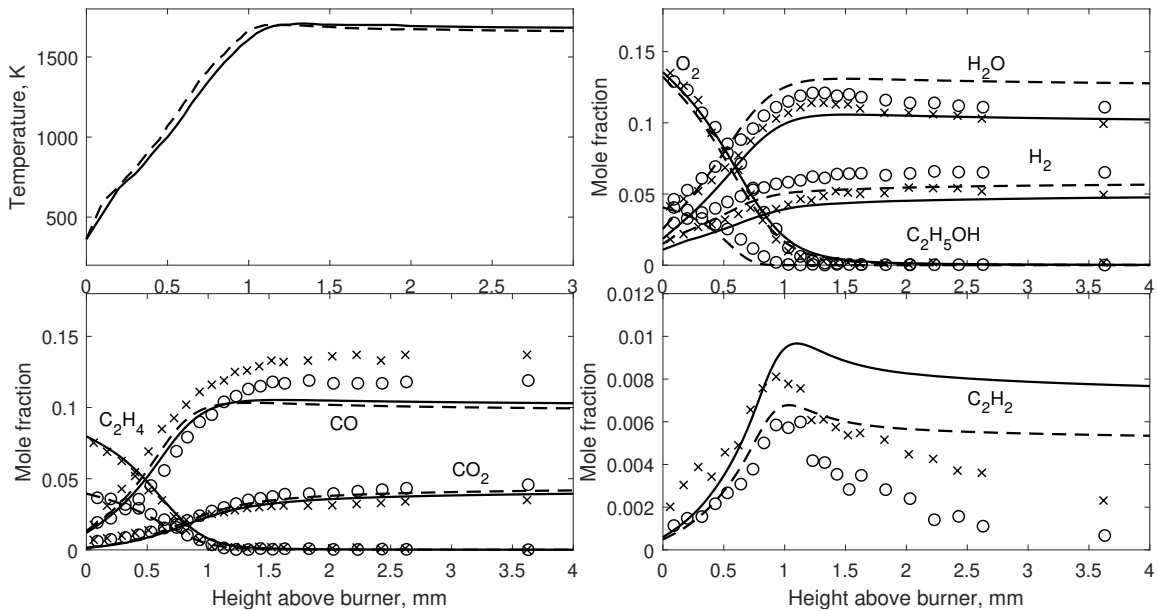 Temperature, K
1500
1000
500
0 0.5 1 1.5 2 2.5 3
Mole fraction
0.15
0.1
0.05
0
O2
H2O
H2
C2H5OH
0 0.5 1 1.5 2 2.5 3 3.5 4
Mole fraction
0.15
0.1
0.05
0
C2H4
CO
CO2
0 0.5 1 1.5 2 2.5 3 3.5 4
Height above burner, mm
Mole fraction
0.012
0.01
0.008
0.006
0.004
0.002
0
C2H2
0 0.5 1 1.5 2 2.5 3 3.5 4
Height above burner, mm